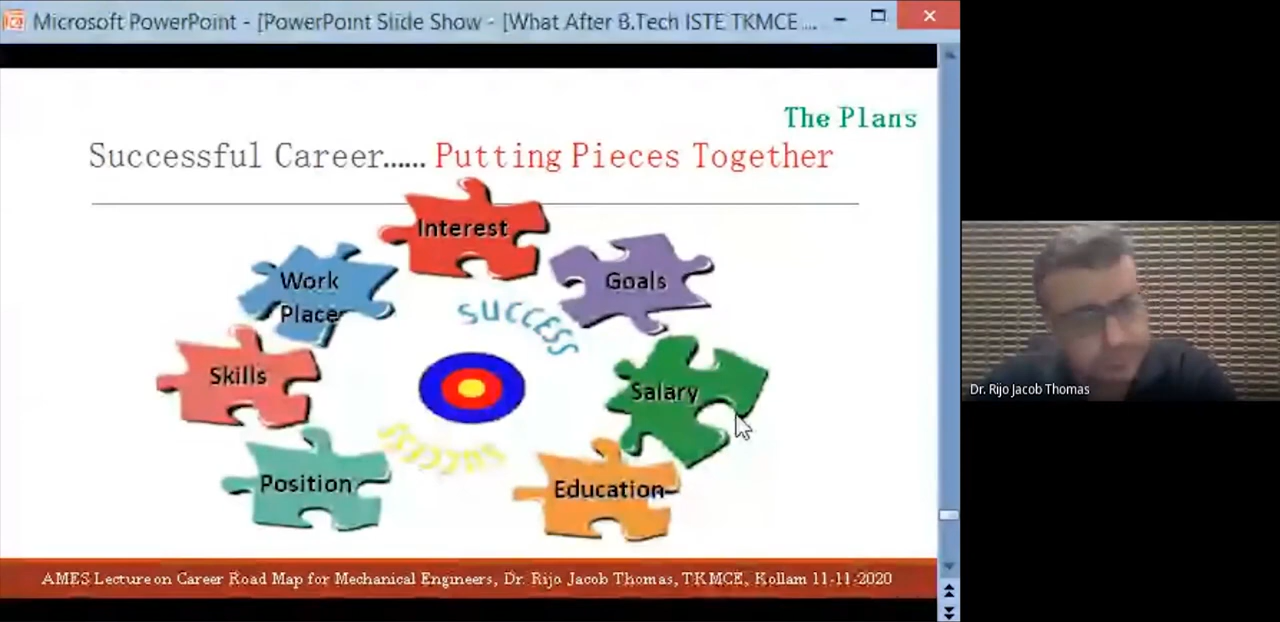 Microsoft PowerPoint - [PowerPoint Slide Show - [What After B.Tech ISTE TKMCE ...
The Plans
Successful Career...... Putting Pieces Together
Interest
Work
Place
Goals
SUCCESS
Skills
Salary
Dr. Rijo Jacob Thomas
SUCCESS
Position
Education
AMES Lecture on Career Road Map for Mechanical Engineers, Dr. Rijo Jacob Thomas, TKMCE, Kollam 11-11-2020